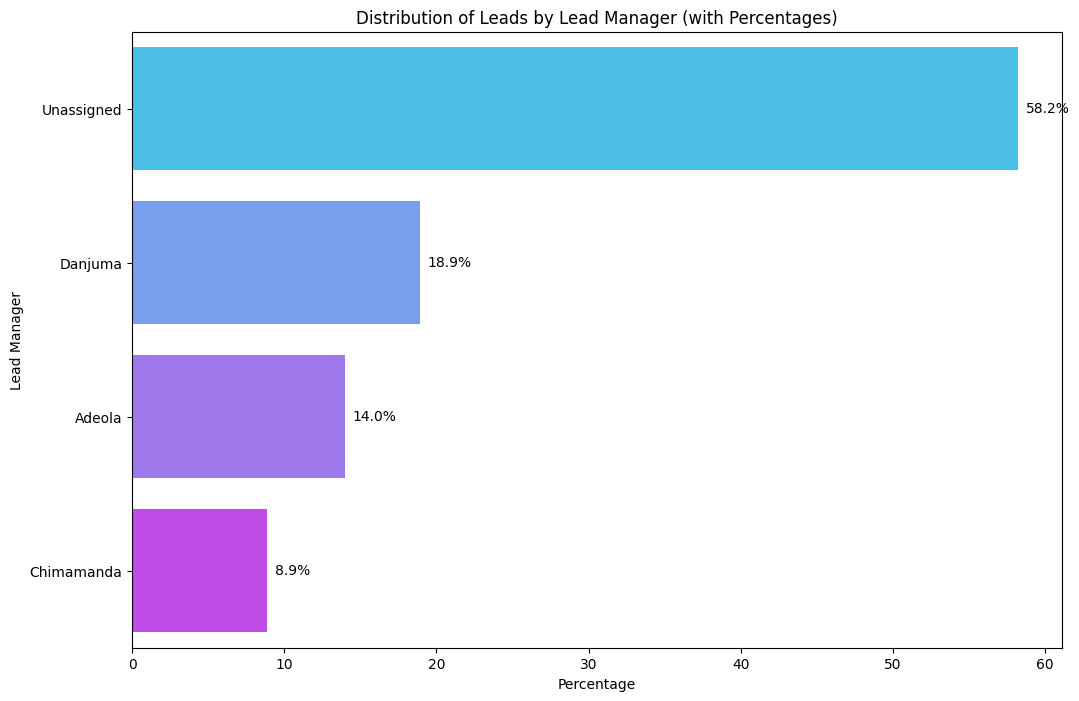 Distribution of Leads by Lead Manager (with Percentages)
Lead Manager
Unassigned
58.2%
Danjuma
18.9%
Adeola
14.0%
Chimamanda
8.9%
0 10 20 30 40 50 60
Percentage